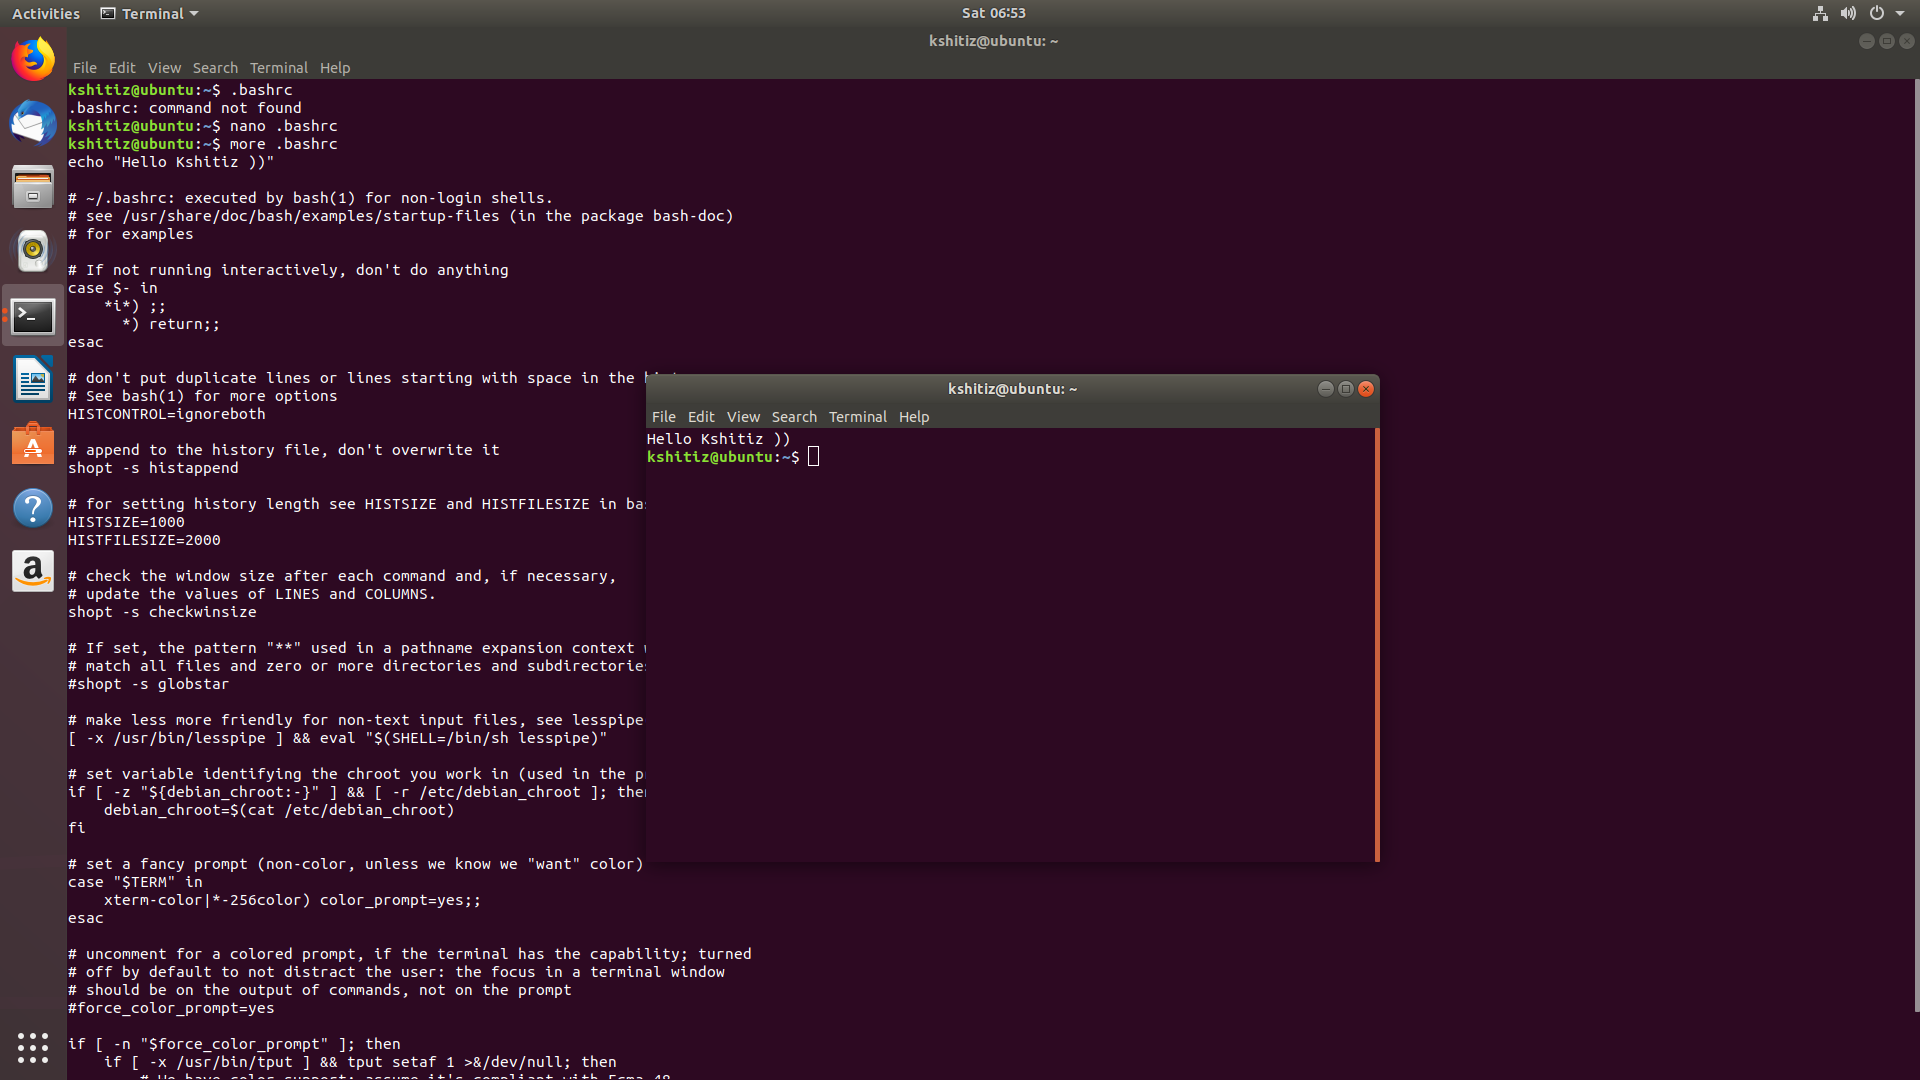 Activities Terminal Sat 06:53
kshitiz@ubuntu: ~
File Edit View Search Terminal Help
kshitiz@ubuntu:~$ .bashrc
.bashrc: command not found
kshitiz@ubuntu:~$ nano .bashrc
kshitiz@ubuntu:~$ more .bashrc
echo "Hello Kshitiz ))"
# ~/.bashrc: executed by bash(1) for non-login shells.
# see /usr/share/doc/bash/examples/startup-files (in the package bash-doc)
# for examples
# If not running interactively, don't do anything
case $- in
    *i*) ;;
      *) return;;
esac
# don't put duplicate lines or lines starting with space in the
# See bash(1) for more options
HISTCONTROL=ignoreboth
# append to the history file, don't overwrite it
shopt -s histappend
# for setting history length see HISTSIZE and HISTFILESIZE in ba
HISTSIZE=1000
HISTFILESIZE=2000
# check the window size after each command and, if necessary,
# update the values of LINES and COLUMNS.
shopt -s checkwinsize
# If set, the pattern "**" used in a pathname expansion context
# match all files and zero or more directories and subdirectorie
#shopt -s globstar
# make less more friendly for non-text input files, see lesspipe
[ -x /usr/bin/lesspipe ] && eval "$(SHELL=/bin/sh lesspipe)"
# set variable identifying the chroot you work in (used in the p
if [ -z "${debian_chroot:-}" ] && [ -r /etc/debian_chroot ]; the
    debian_chroot=$(cat /etc/debian_chroot)
fi
# set a fancy prompt (non-color, unless we know we "want" color)
case "$TERM" in
    xterm-color|*-256color) color_prompt=yes;;
esac
# uncomment for a colored prompt, if the terminal has the capability; turned
# off by default to not distract the user: the focus in a terminal window
# should be on the output of commands, not on the prompt
#force_color_prompt=yes
if [ -n "$force_color_prompt" ]; then
    if [ -x /usr/bin/tput ] && tput setaf 1 >&/dev/null; then
        # We have color support; assume it's compliant with Ecma-48
kshitiz@ubuntu: ~
File Edit View Search Terminal Help
Hello Kshitiz ))
kshitiz@ubuntu:~$